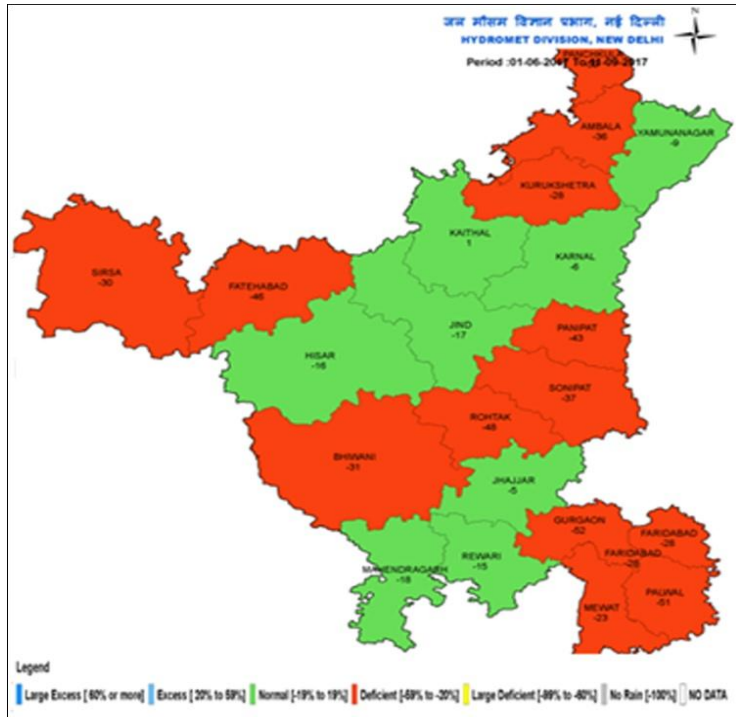 N
जल मौसम विज्ञान प्रभाग, नई दिल्ली
HYDROMET DIVISION, NEW DELHI
PANCHKULA
AMBALA
-36
YAMUNANAGAR
-9
KURUKSHETRA
-28
KAITHAL
1
KARNAL
-6
SIRSA
-30
FATEHABAD
-46
JIND
-17
PANIPAT
-43
HISAR
-16
SONIPAT
-37
ROHTAK
-48
BHIWANI
-31
JHAJJAR
-5
GURGAON
-52
FARIDABAD
-28
FARIDABAD
-28
REWARI
-15
MAHENDRAGARH
-18
MEWAT
-23
PALWAL
-51
Legend
Large Excess [ 60% or more] Excess [ 20% to 59%] Normal [-19% to 19%] Deficient [-59% to -20%] Large Deficient [-99% to -60%] No Rain [-100%] NO DATA